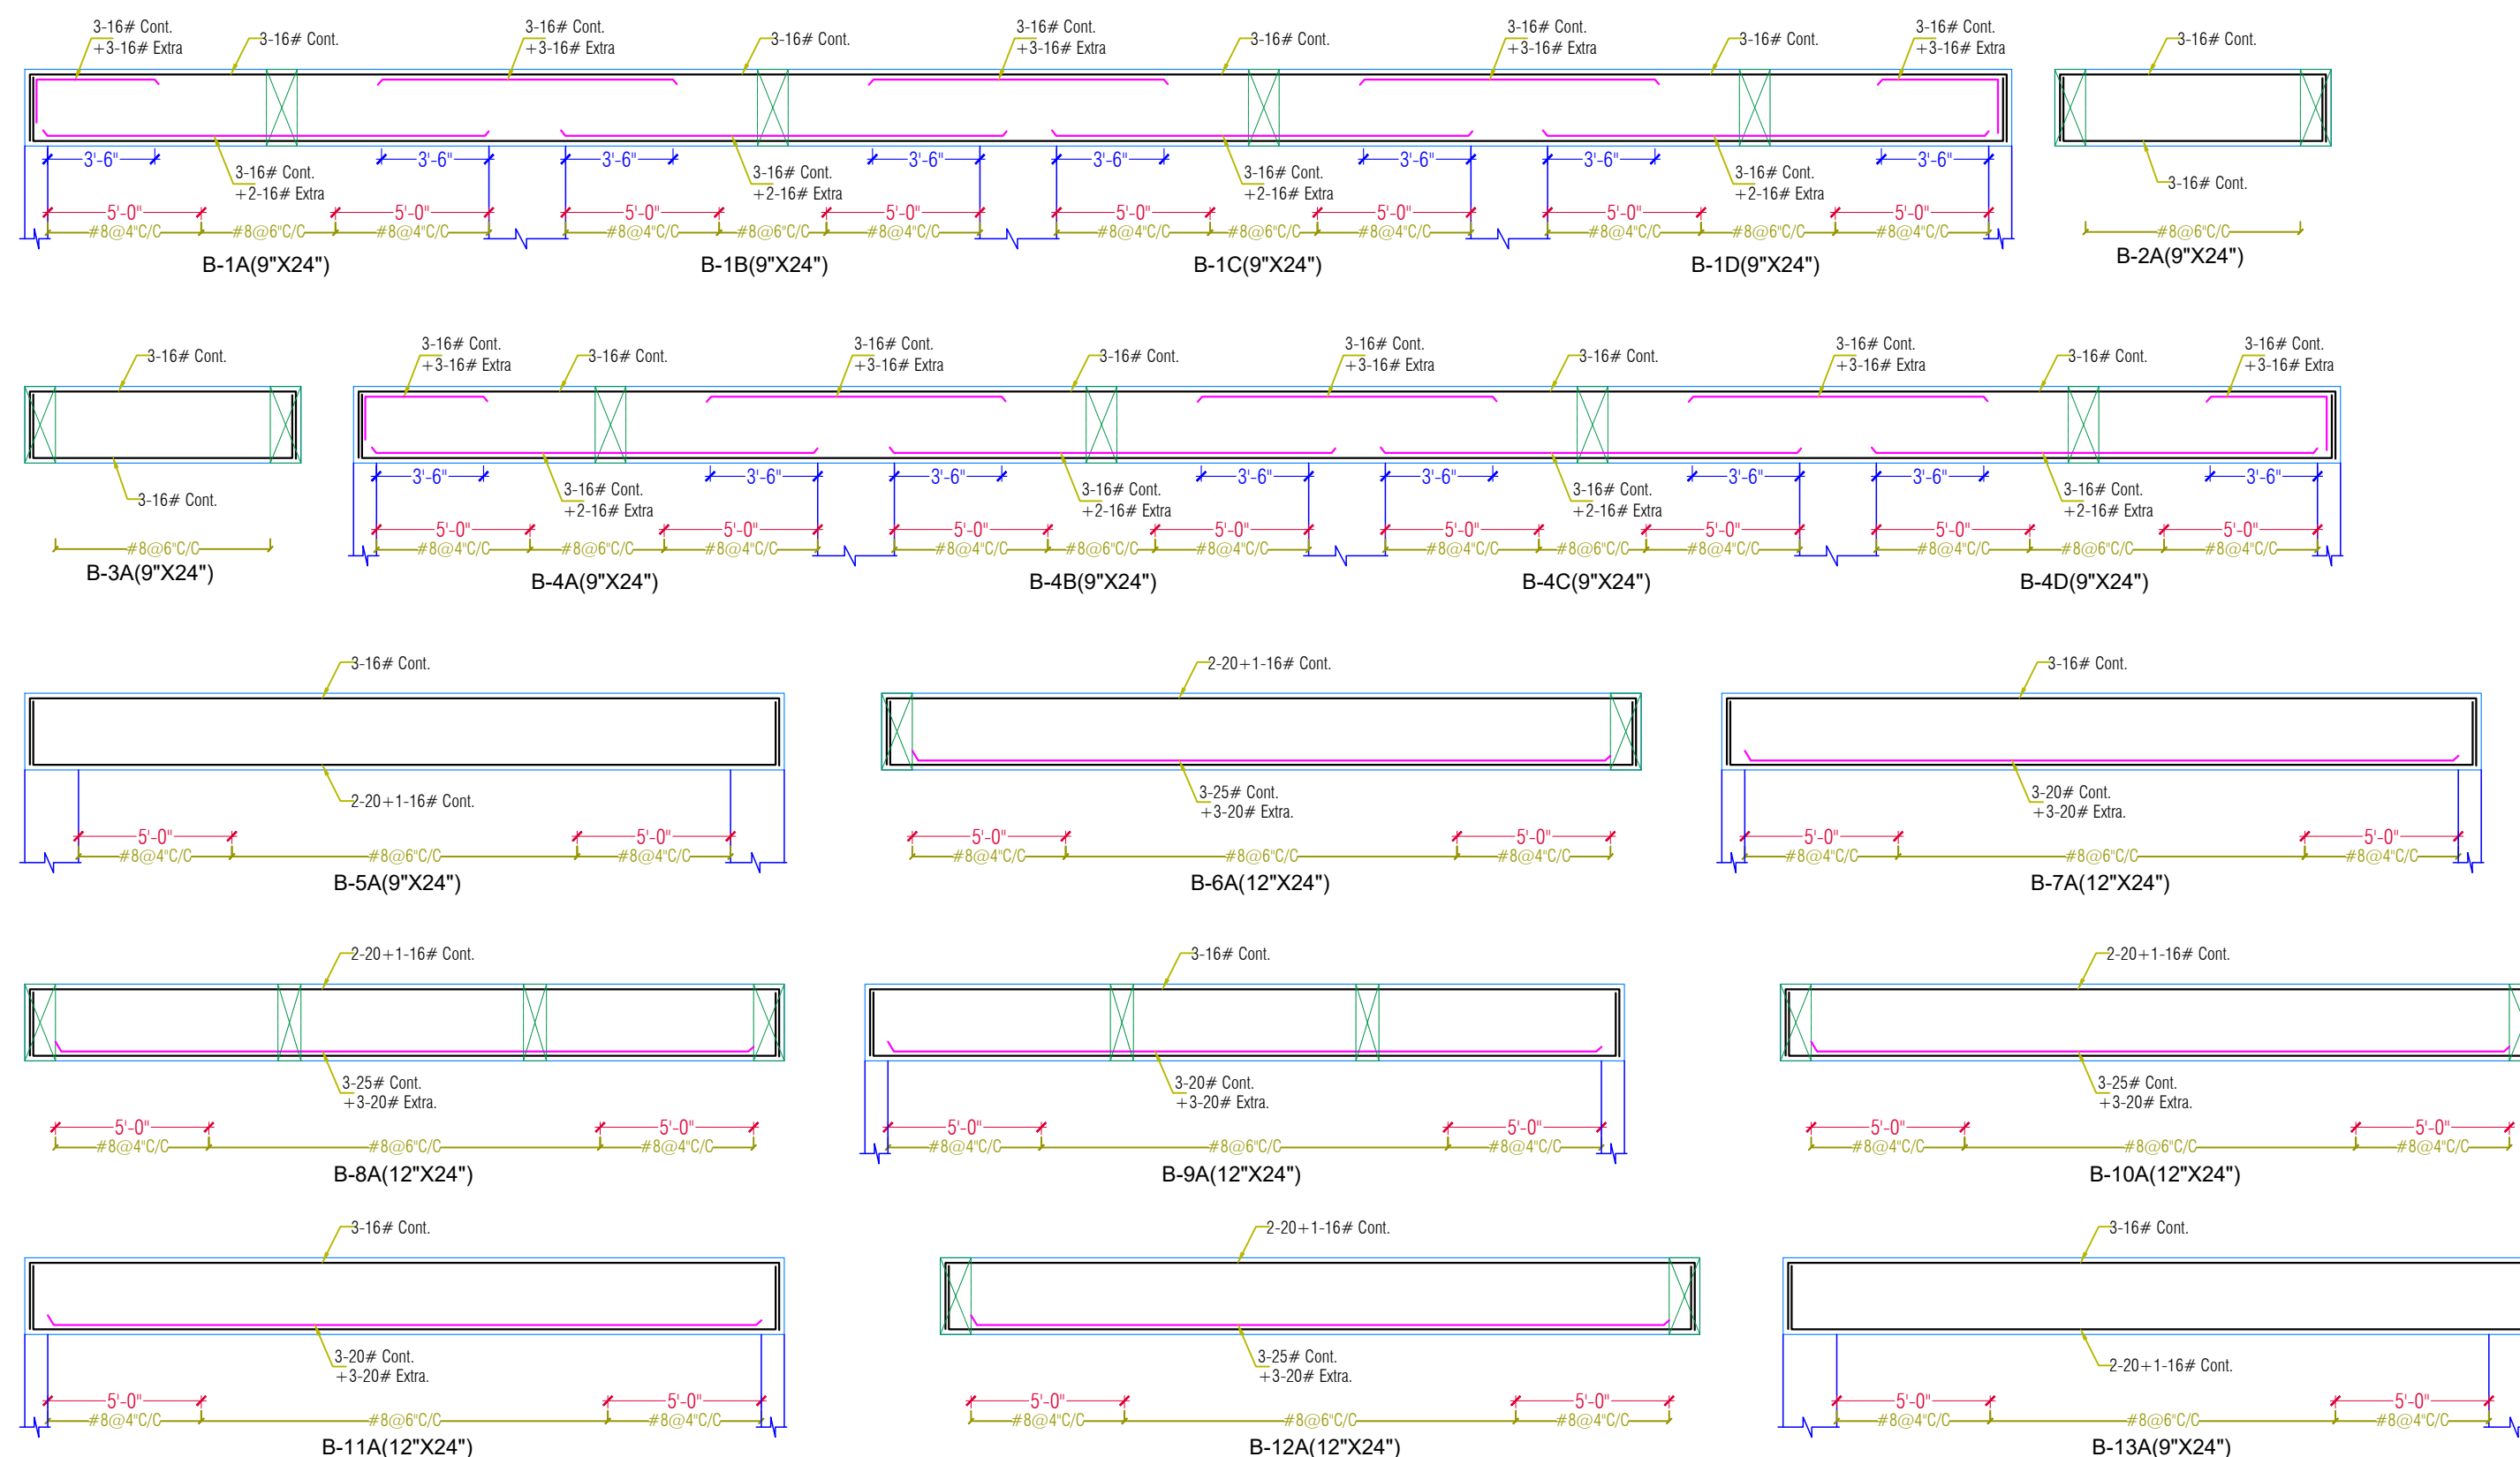 3-16# Cont.
+3-16# Extra
3-16# Cont.
3-16# Cont.
+3-16# Extra
3-16# Cont.
3-16# Cont.
+3-16# Extra
3-16# Cont.
3-16# Cont.
+3-16# Extra
3-16# Cont.
3-16# Cont.
+3-16# Extra
3-16# Cont.
3'-6" 3'-6" 3'-6" 3'-6" 3'-6" 3'-6" 3'-6" 3'-6"
3-16# Cont.
+2-16# Extra
3-16# Cont.
+2-16# Extra
3-16# Cont.
+2-16# Extra
3-16# Cont.
+2-16# Extra
3-16# Cont.
5'-0" 5'-0" 5'-0" 5'-0" 5'-0" 5'-0" 5'-0" 5'-0"
#8@4"C/C #8@6"C/C #8@4"C/C #8@4"C/C #8@6"C/C #8@4"C/C #8@4"C/C #8@6"C/C #8@4"C/C #8@4"C/C #8@6"C/C #8@4"C/C #8@6"C/C
B-1A(9"X24") B-1B(9"X24") B-1C(9"X24") B-1D(9"X24") B-2A(9"X24")
3-16# Cont.
3-16# Cont.
+3-16# Extra
3-16# Cont.
3-16# Cont.
+3-16# Extra
3-16# Cont.
3-16# Cont.
+3-16# Extra
3-16# Cont.
3-16# Cont.
+3-16# Extra
3-16# Cont.
3-16# Cont.
+3-16# Extra
3'-6" 3'-6" 3'-6" 3'-6" 3'-6" 3'-6" 3'-6" 3'-6"
3-16# Cont.
3-16# Cont.
+2-16# Extra
3-16# Cont.
+2-16# Extra
3-16# Cont.
+2-16# Extra
3-16# Cont.
+2-16# Extra
5'-0" 5'-0" 5'-0" 5'-0" 5'-0" 5'-0" 5'-0" 5'-0"
#8@6"C/C #8@4"C/C #8@6"C/C #8@4"C/C #8@4"C/C #8@6"C/C #8@4"C/C #8@4"C/C #8@6"C/C #8@4"C/C #8@4"C/C #8@6"C/C #8@4"C/C
B-3A(9"X24") B-4A(9"X24") B-4B(9"X24") B-4C(9"X24") B-4D(9"X24")
3-16# Cont.
2-20+1-16# Cont.
3-16# Cont.
2-20+1-16# Cont.
3-25# Cont.
+3-20# Extra.
3-20# Cont.
+3-20# Extra.
5'-0" 5'-0" 5'-0" 5'-0" 5'-0" 5'-0"
#8@4"C/C #8@6"C/C #8@4"C/C #8@4"C/C #8@6"C/C #8@4"C/C #8@4"C/C #8@6"C/C #8@4"C/C
B-5A(9"X24") B-6A(12"X24") B-7A(12"X24")
2-20+1-16# Cont.
3-16# Cont.
2-20+1-16# Cont.
3-25# Cont.
+3-20# Extra.
3-20# Cont.
+3-20# Extra.
3-25# Cont.
+3-20# Extra.
5'-0" 5'-0" 5'-0" 5'-0" 5'-0" 5'-0"
#8@4"C/C #8@6"C/C #8@4"C/C #8@4"C/C #8@6"C/C #8@4"C/C #8@4"C/C #8@6"C/C #8@4"C/C
B-8A(12"X24") B-9A(12"X24") B-10A(12"X24")
3-16# Cont.
2-20+1-16# Cont.
3-16# Cont.
3-20# Cont.
+3-20# Extra.
3-25# Cont.
+3-20# Extra.
2-20+1-16# Cont.
5'-0" 5'-0" 5'-0" 5'-0" 5'-0" 5'-0"
#8@4"C/C #8@6"C/C #8@4"C/C #8@4"C/C #8@6"C/C #8@4"C/C #8@4"C/C #8@6"C/C #8@4"C/C
B-11A(12"X24") B-12A(12"X24") B-13A(9"X24")